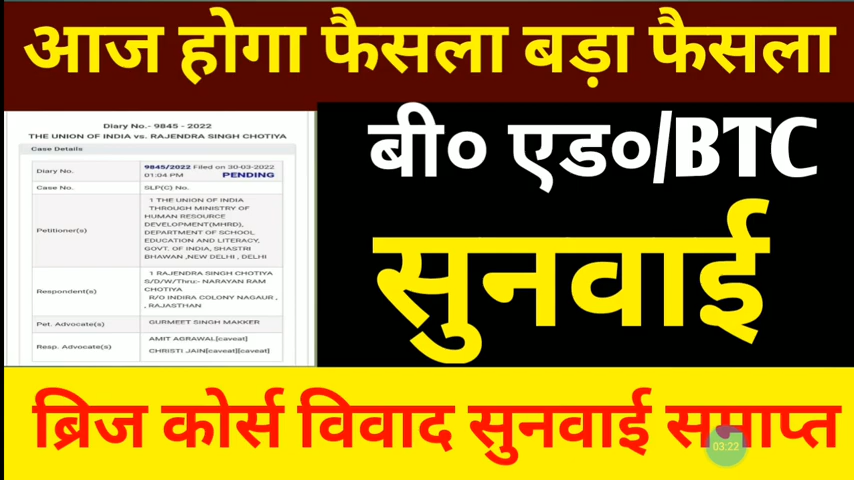 आज होगा फैसला बड़ा फैसला
Diary No.- 9845 - 2022
THE UNION OF INDIA vs. RAJENDRA SINGH CHOTIYA
Case Details
Diary No.
9845/2022 Filed on 30-03-2022
01:04 PM PENDING
Case No.
SLP(C) No.
Petitioner(s)
1 THE UNION OF INDIA
THROUGH MINISTRY OF
HUMAN RESOURCE
DEVELOPMENT(MHRD),
DEPARTMENT OF SCHOOL
EDUCATION AND LITERACY,
GOVT. OF INDIA, SHASTRI
BHAWAN ,NEW DELHI , DELHI
Respondent(s)
1 RAJENDRA SINGH CHOTIYA
S/D/W/Thru:- NARAYAN RAM
CHOTIYA
R/O INDIRA COLONY NAGAUR ,
, RAJASTHAN
Pet. Advocate(s)
GURMEET SINGH MAKKER
Resp. Advocate(s)
AMIT AGRAWAL[caveat]
CHRISTI JAIN[caveat][caveat]
बी० एड०/BTC
सुनवाई
ब्रिज कोर्स विवाद सुनवाई समाप्त
03:22